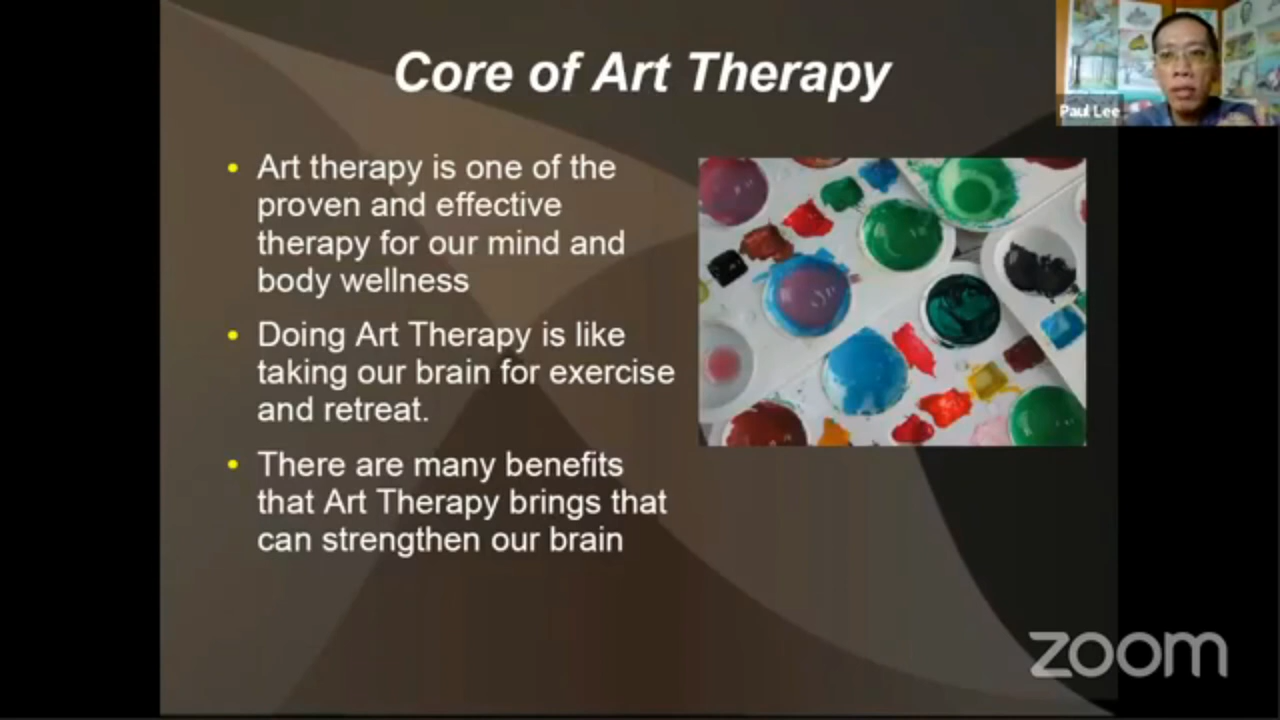 Core of Art Therapy
Paul Lee
• Art therapy is one of the
proven and effective
therapy for our mind and
body wellness
• Doing Art Therapy is like
taking our brain for exercise
and retreat.
• There are many benefits
that Art Therapy brings that
can strengthen our brain
zoom